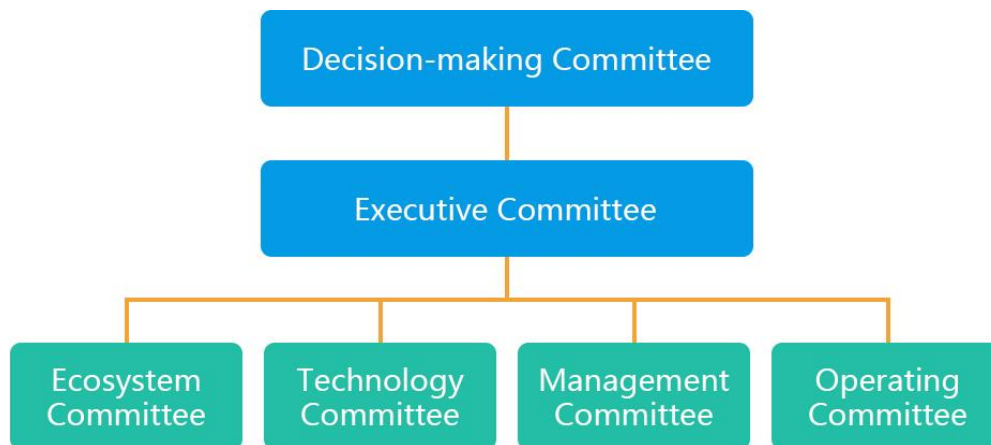 Decision-making Committee
Executive Committee
Ecosystem
Committee
Technology
Committee
Management
Committee
Operating
Committee